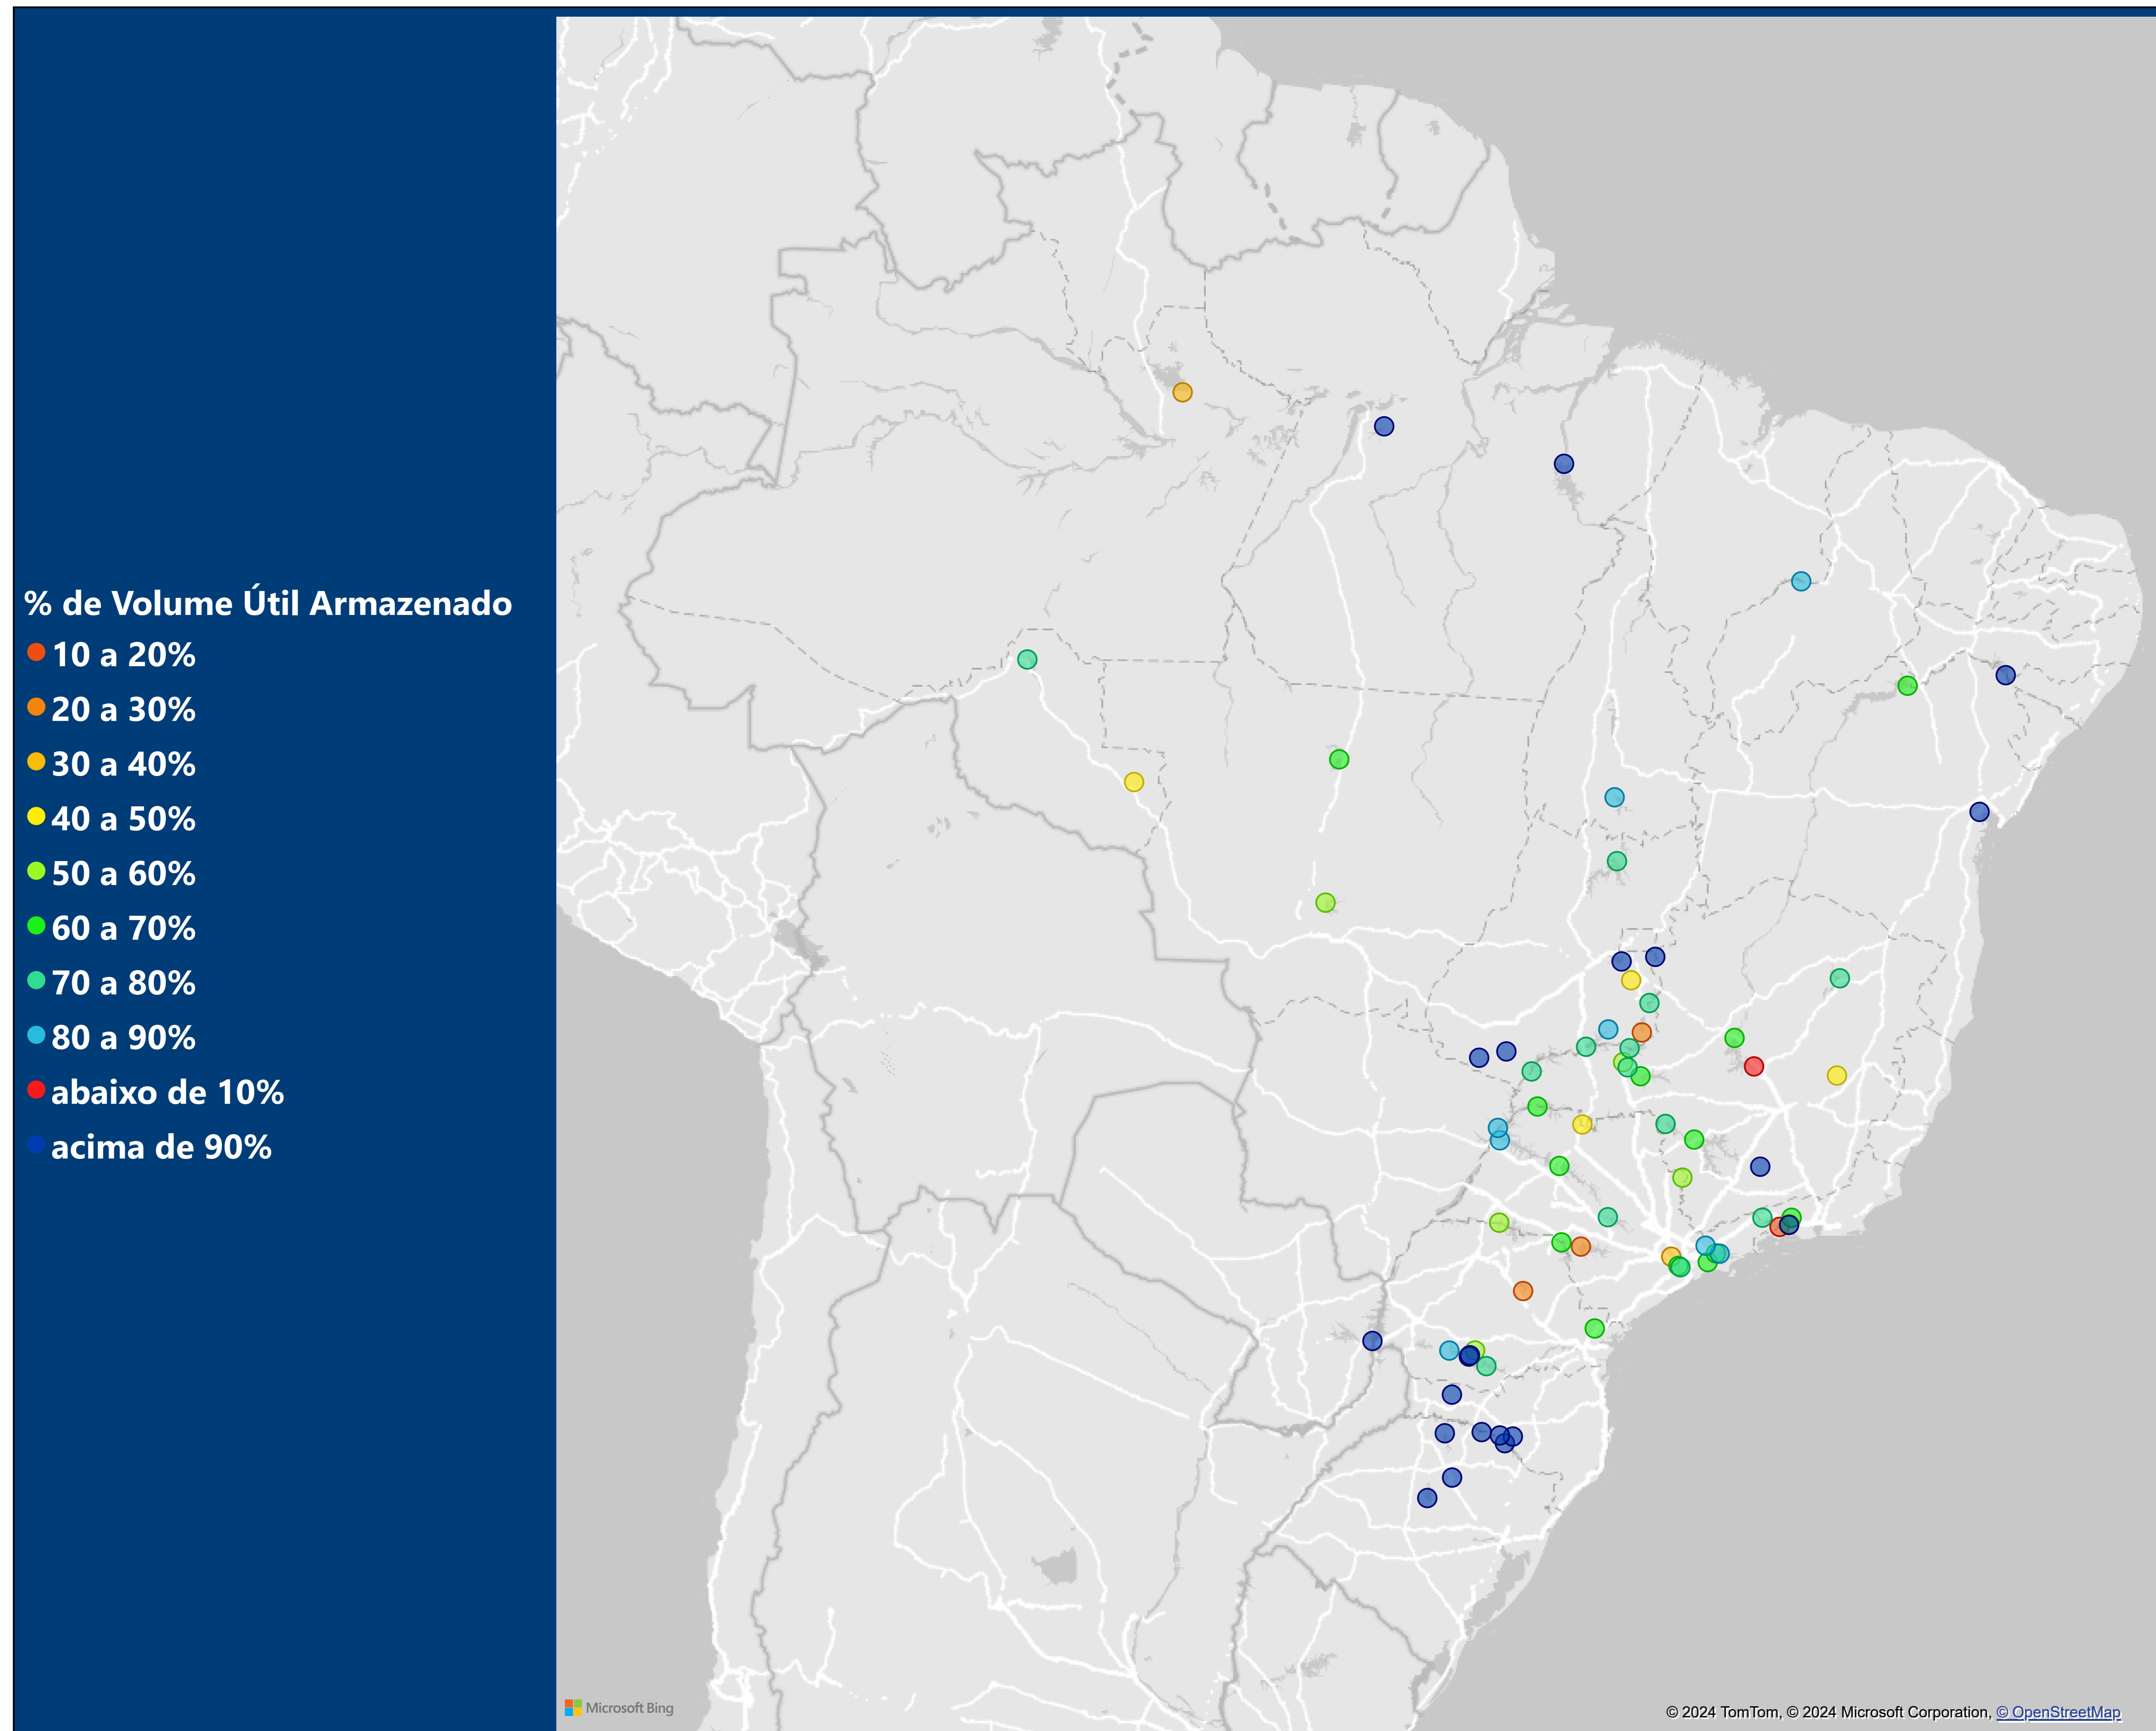 % de Volume Útil Armazenado
10 a 20%
20 a 30%
30 a 40%
40 a 50%
50 a 60%
60 a 70%
70 a 80%
80 a 90%
abaixo de 10%
acima de 90%
Microsoft Bing
© 2024 TomTom, © 2024 Microsoft Corporation, © OpenStreetMap